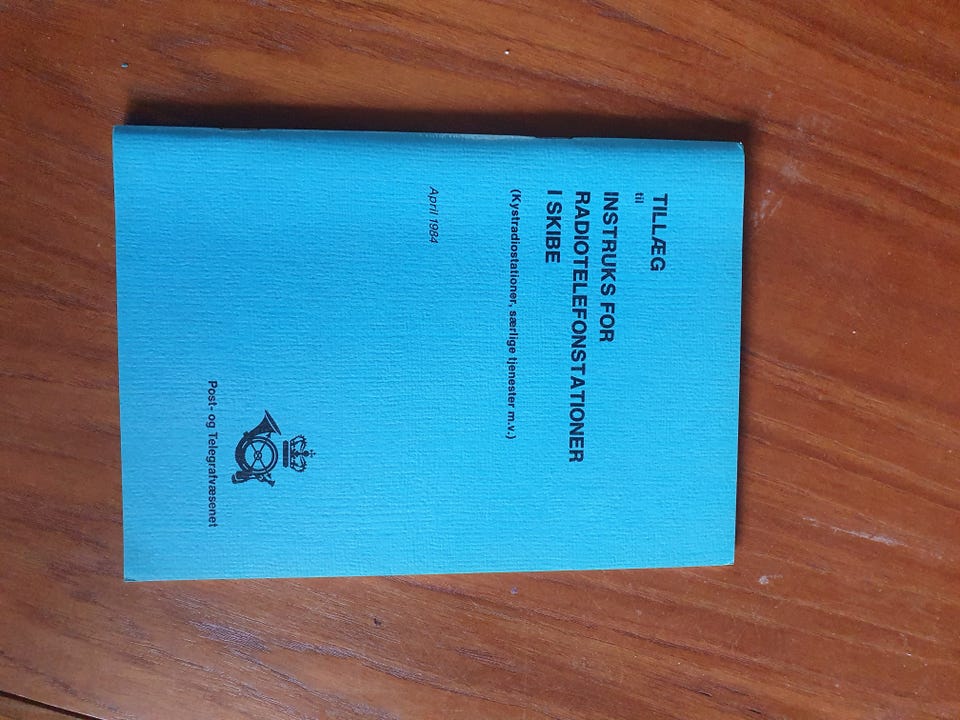 TILLÆG
til
INSTRUKS FOR
RADIOTELEFONSTATIONER
I SKIBE
(Kystradiostationer, særlige tjenester m.v.)
April 1984
Post- og Telegrafvæsenet